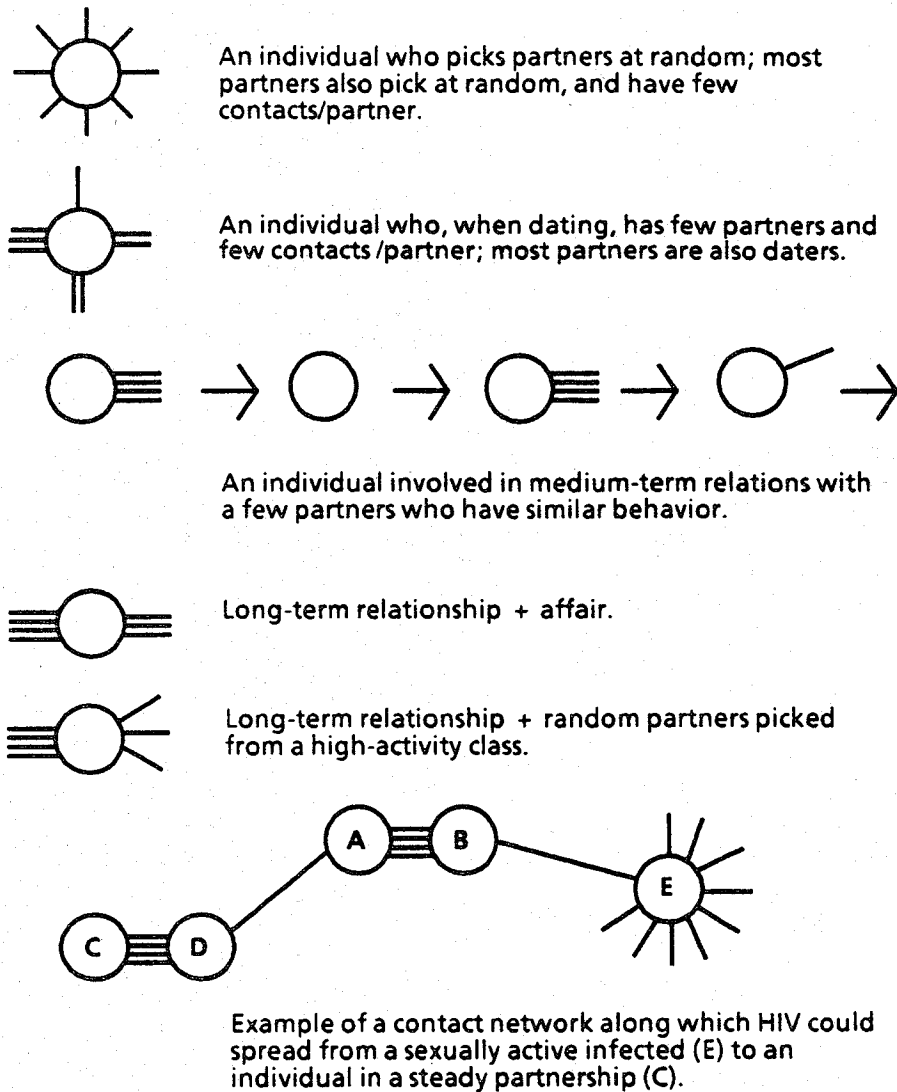 An individual who picks partners at random; most
partners also pick at random, and have few
contacts/partner.
An individual who, when dating, has few partners and
few contacts/partner; most partners are also daters.
An individual involved in medium-term relations with
a few partners who have similar behavior.
Long-term relationship + affair.
Long-term relationship + random partners picked
from a high-activity class.
A
B
E
C
D
Example of a contact network along which HIV could
spread from a sexually active infected (E) to an
individual in a steady partnership (C).